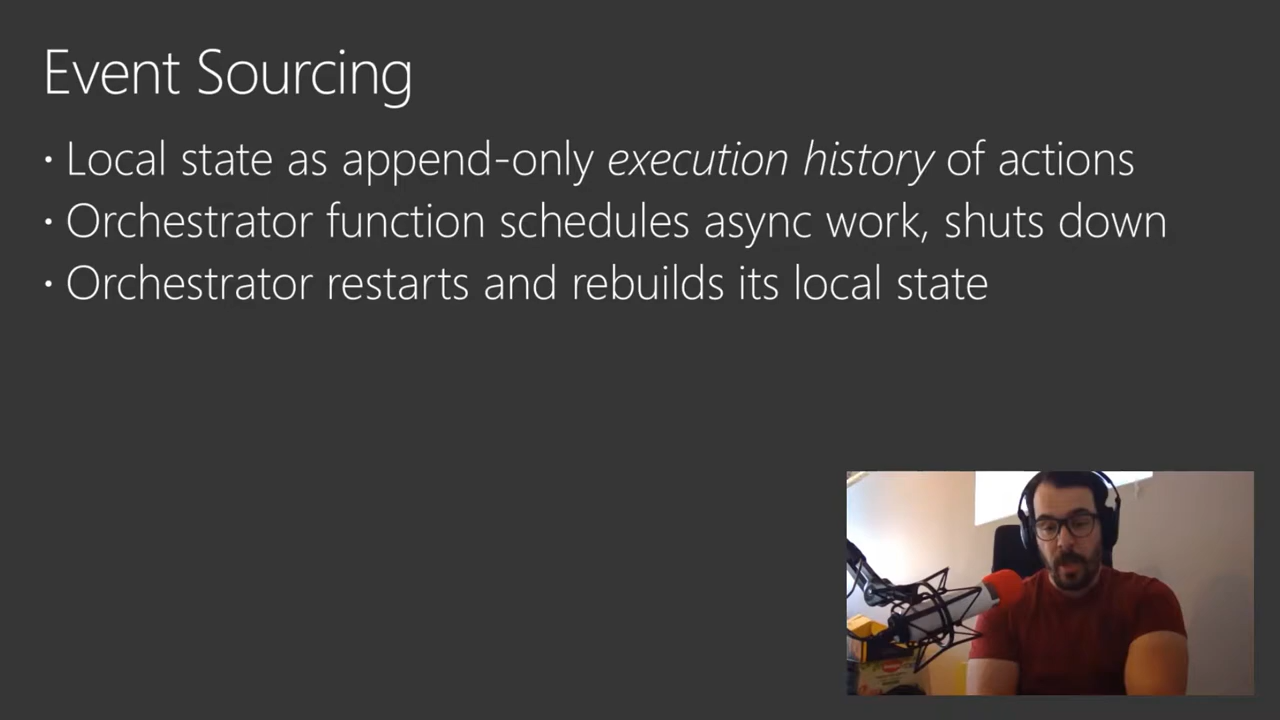 Event Sourcing
· Local state as append-only execution history of actions
· Orchestrator function schedules async work, shuts down
· Orchestrator restarts and rebuilds its local state